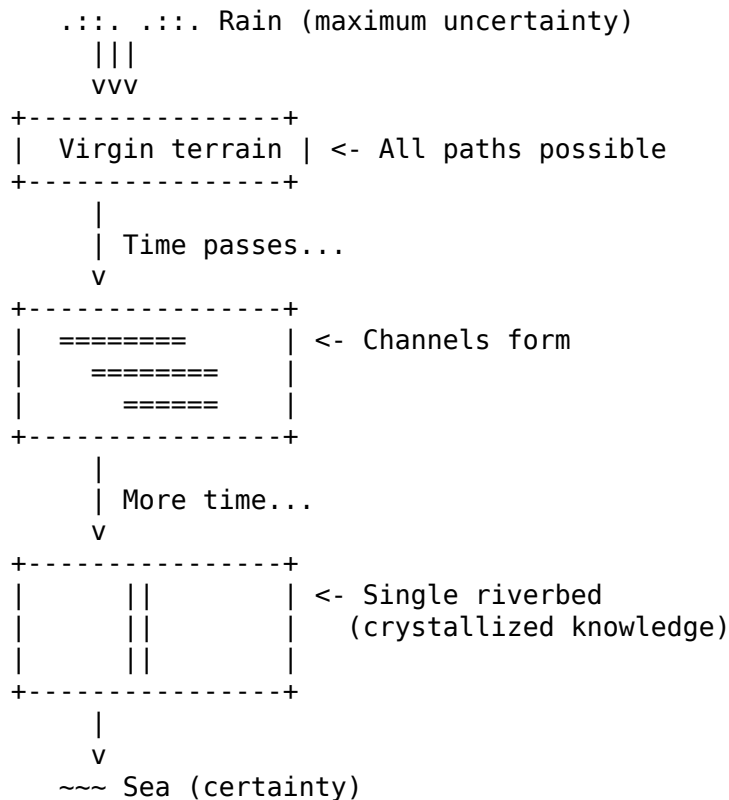 .::. .::. Rain (maximum uncertainty)
|||
vvv
+----------------+
|  Virgin terrain | <- All paths possible
+----------------+
|
| Time passes...
v
+----------------+
|  ========      | <- Channels form
|    ========    |
|      ======    |
+----------------+
|
| More time...
v
+----------------+
|      ||        | <- Single riverbed
|      ||        |   (crystallized knowledge)
|      ||        |
+----------------+
|
v
~~~ Sea (certainty)